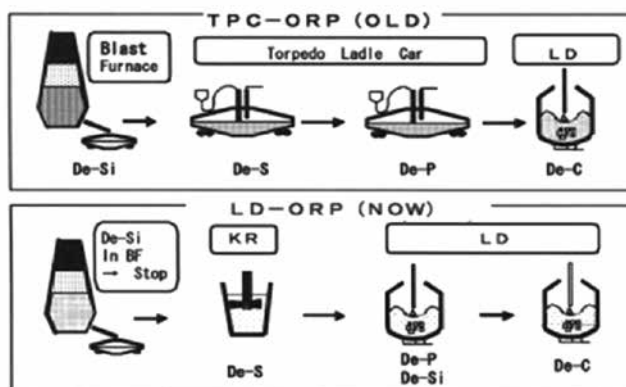 TPC-ORP (OLD)
Blast
Furnace
Torpedo Ladle Car
LD
De-Si
De-S
De-P
De-C
LD-ORP (NOW)
De-Si
In BF
→ Stop
KR
LD
De-S
De-P
De-Si
De-C